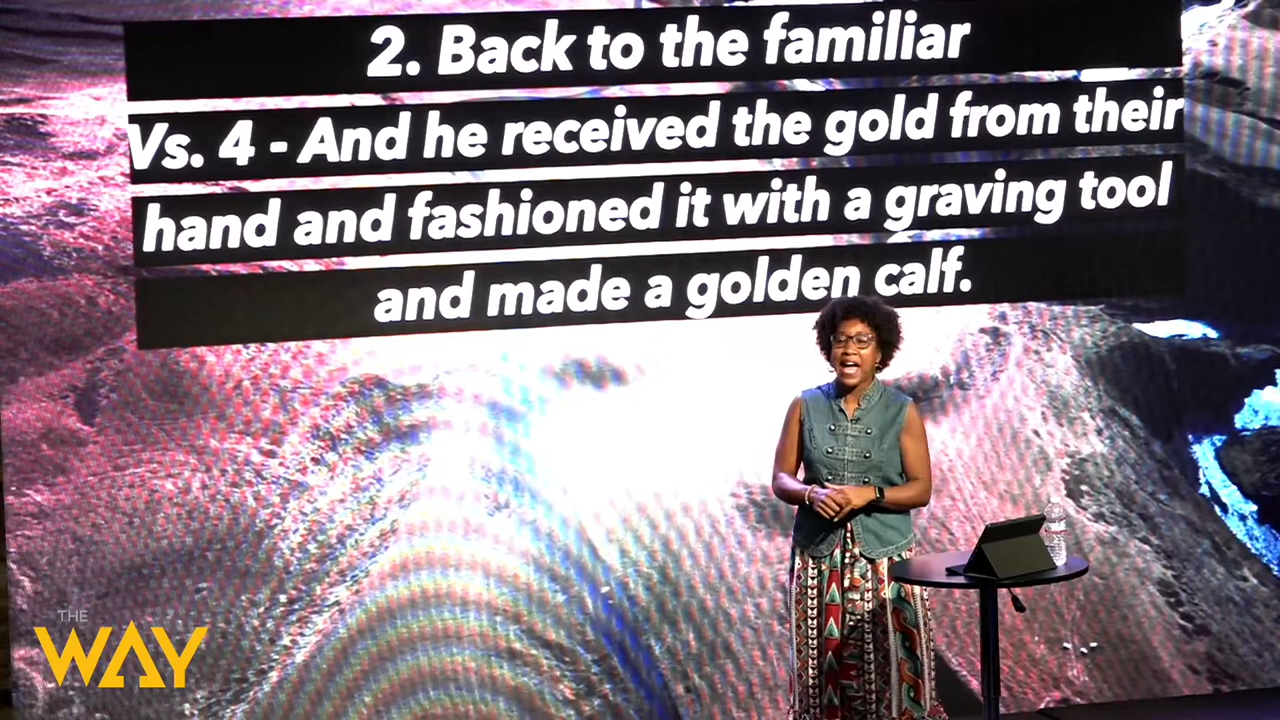 2. Back to the familiar
Vs. 4 - And he received the gold from their
hand and fashioned it with a graving tool
and made a golden calf.
THE
WAY